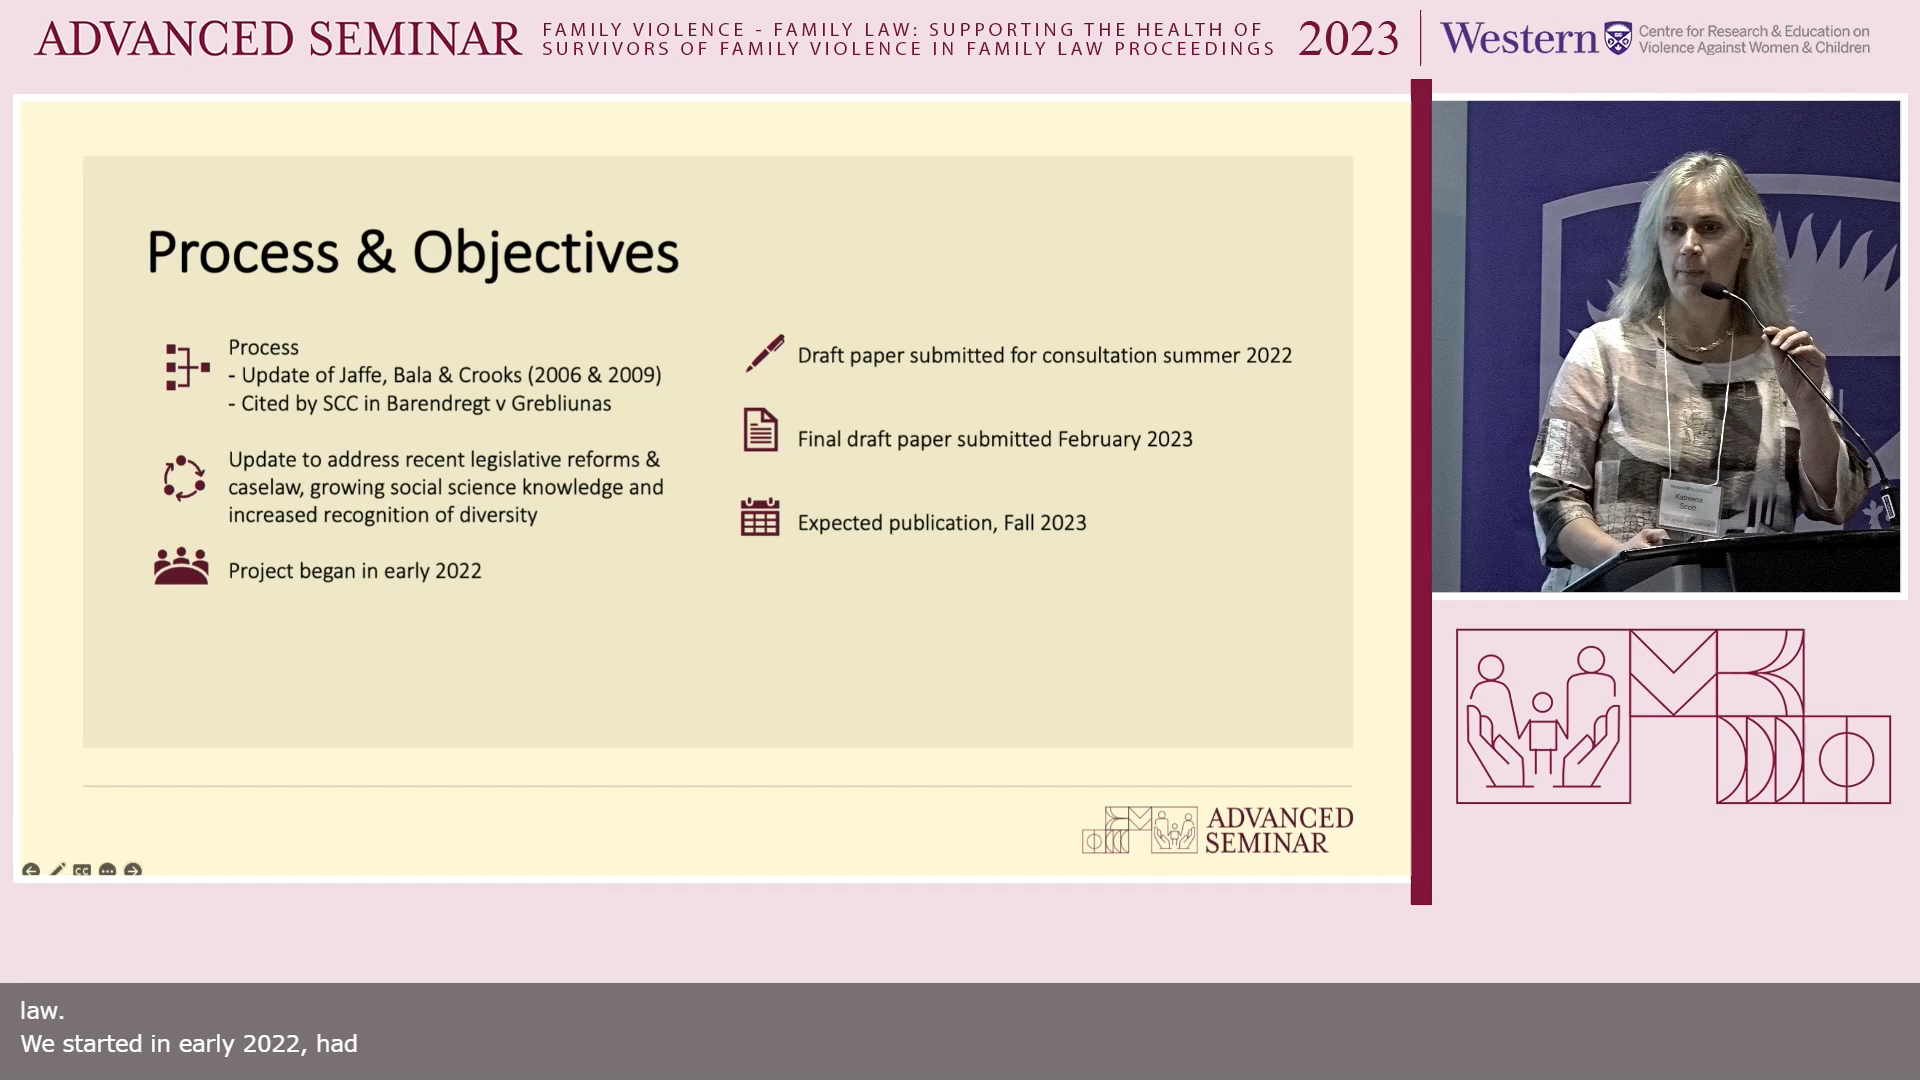 ADVANCED SEMINAR
FAMILY VIOLENCE - FAMILY LAW: SUPPORTING THE HEALTH OF
SURVIVORS OF FAMILY VIOLENCE IN FAMILY LAW PROCEEDINGS
2023
Western
Centre for Research & Education on
Violence Against Women & Children
Process & Objectives
Process
- Update of Jaffe, Bala & Crooks (2006 & 2009)
- Cited by SCC in Barendregt v Grebliunas
Update to address recent legislative reforms &
caselaw, growing social science knowledge and
increased recognition of diversity
Project began in early 2022
Draft paper submitted for consultation summer 2022
Final draft paper submitted February 2023
Expected publication, Fall 2023
Katreena
Scott
ADVANCED
SEMINAR
CC
law.
We started in early 2022, had